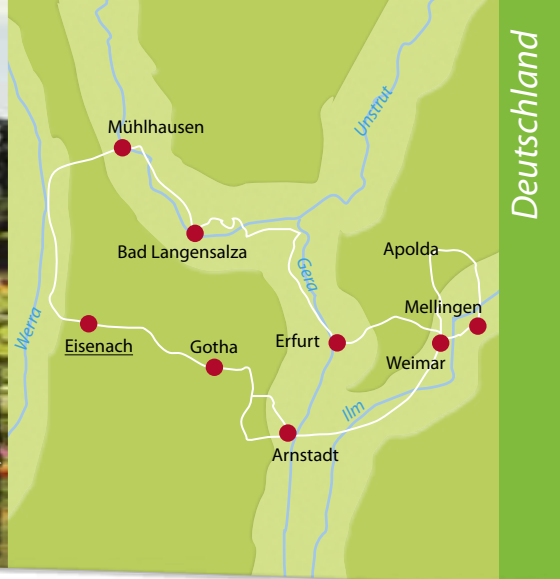 Deutschland
Unstrut
Mühlhausen
Bad Langensalza
Apolda
Gera
Mellingen
Werra
Eisenach
Gotha
Erfurt
Weimar
Ilm
Arnstadt